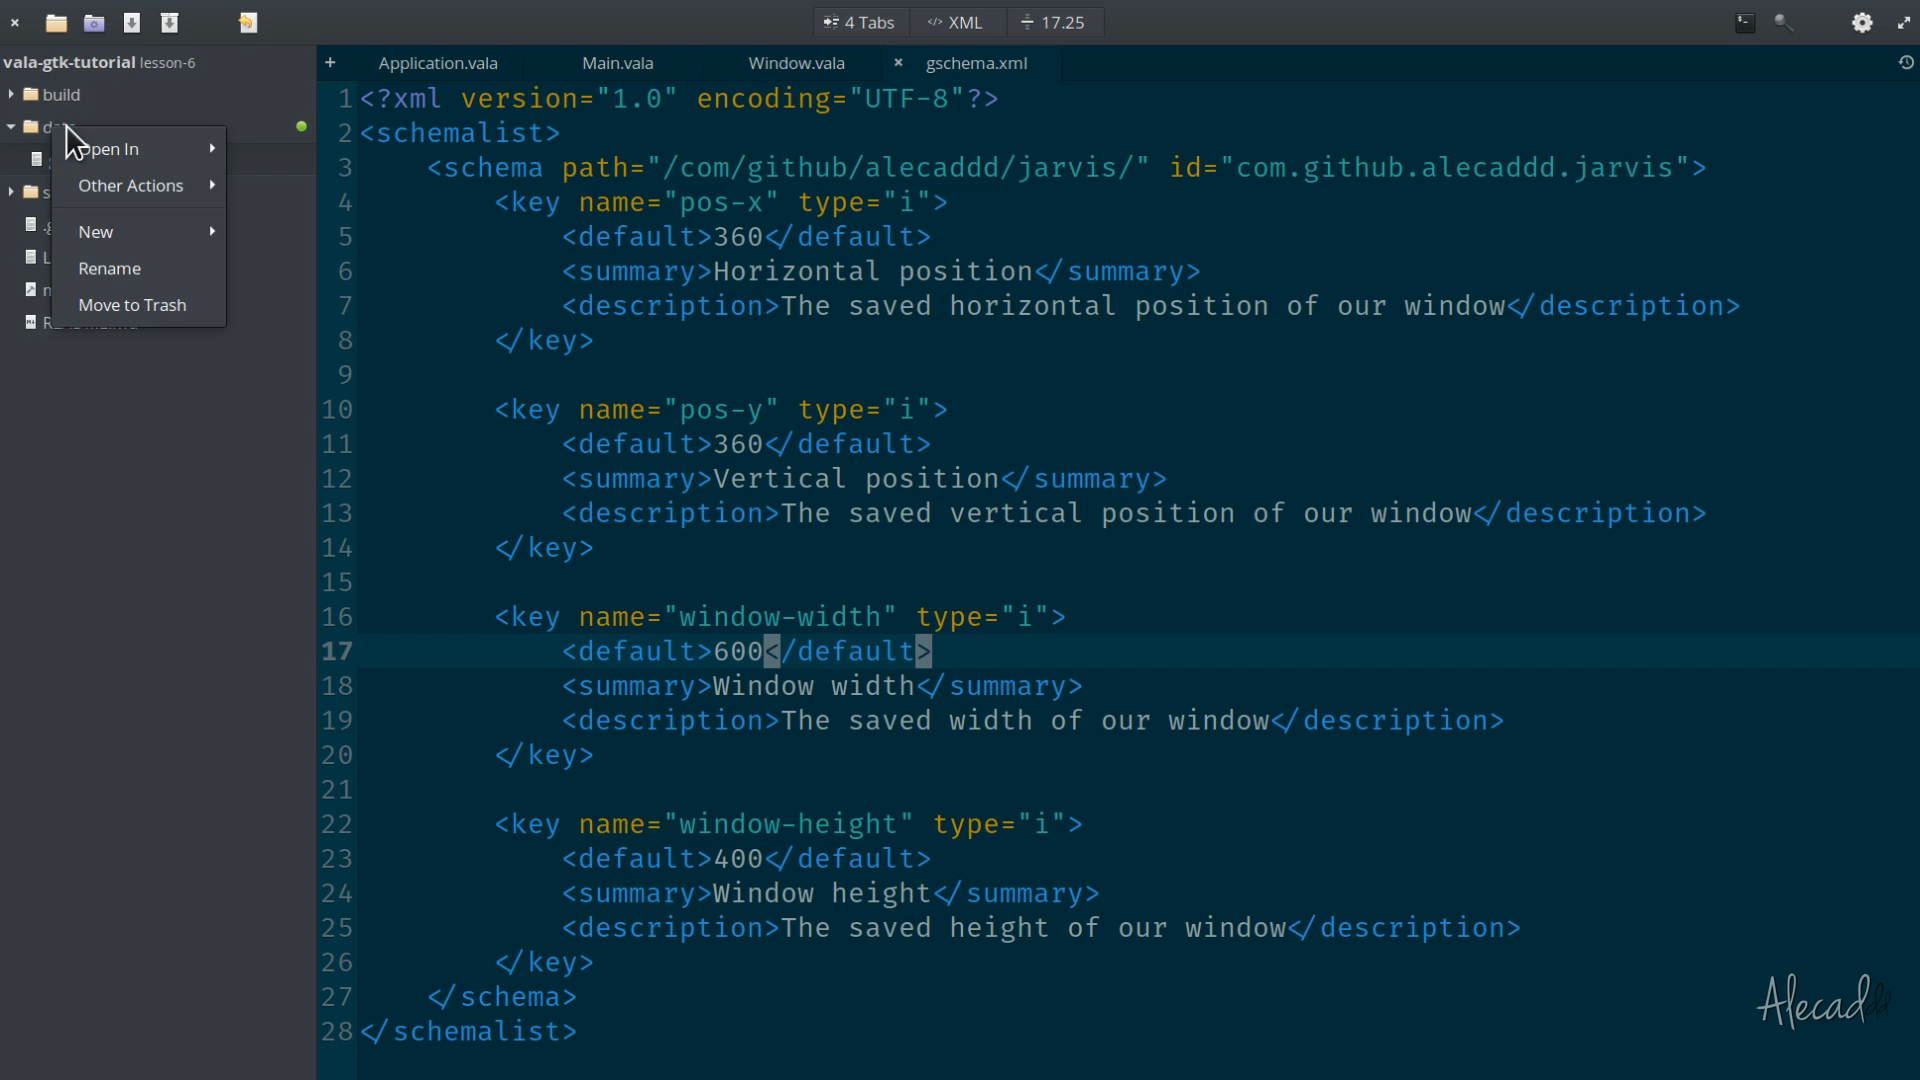 4 Tabs
</> XML
17.25
vala-gtk-tutorial lesson-6
+ Application.vala Main.vala Window.vala × gschema.xml
build
Open In
Other Actions
New
Rename
Move to Trash
1 <?xml version="1.0" encoding="UTF-8"?>
2 <schemalist>
3 <schema path="/com/github/alecaddd/jarvis/" id="com.github.alecaddd.jarvis">
4 <key name="pos-x" type="i">
5 <default>360</default>
6 <summary>Horizontal position</summary>
7 <description>The saved horizontal position of our window</description>
8 </key>
9
10 <key name="pos-y" type="i">
11 <default>360</default>
12 <summary>Vertical position</summary>
13 <description>The saved vertical position of our window</description>
14 </key>
15
16 <key name="window-width" type="i">
17 <default>600</default>
18 <summary>Window width</summary>
19 <description>The saved width of our window</description>
20 </key>
21
22 <key name="window-height" type="i">
23 <default>400</default>
24 <summary>Window height</summary>
25 <description>The saved height of our window</description>
26 </key>
27 </schema>
28 </schemalist>
Alecaddd